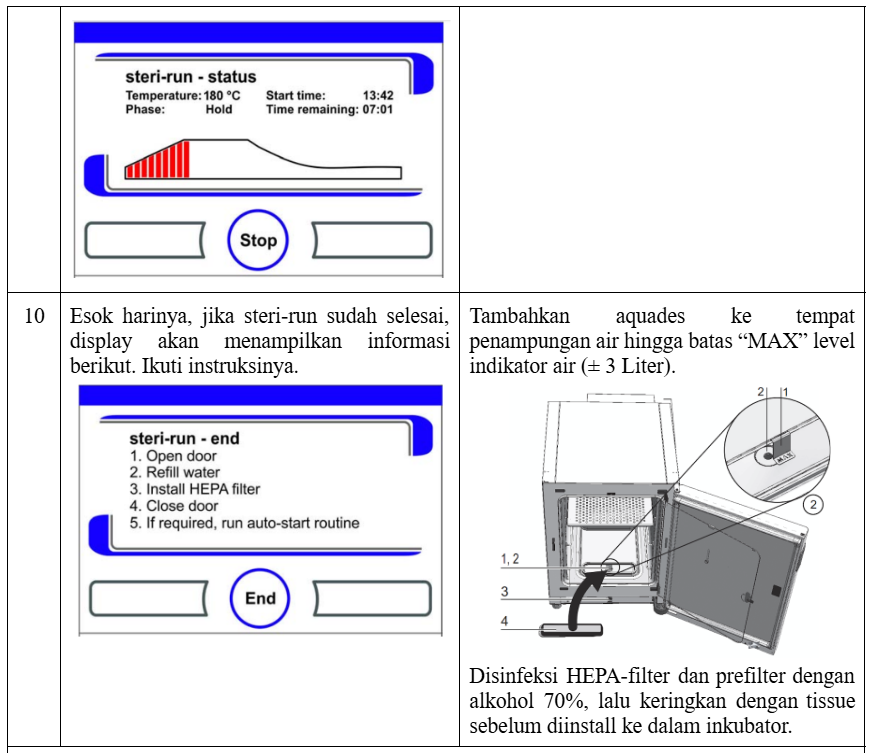 steri-run - status
Temperature: 180 °C Start time: 13:42
Phase: Hold Time remaining: 07:01
Stop
10
Esok harinya, jika steri-run sudah selesai,
display akan menampilkan informasi
berikut. Ikuti instruksinya.
steri-run - end
1. Open door
2. Refill water
3. Install HEPA filter
4. Close door
5. If required, run auto-start routine
End
Tambahkan aquades ke tempat
penampungan air hingga batas “MAX” level
indikator air (± 3 Liter).
2 1
2
1, 2
3
4
Disinfeksi HEPA-filter dan prefilter dengan
alkohol 70%, lalu keringkan dengan tissue
sebelum diinstall ke dalam inkubator.